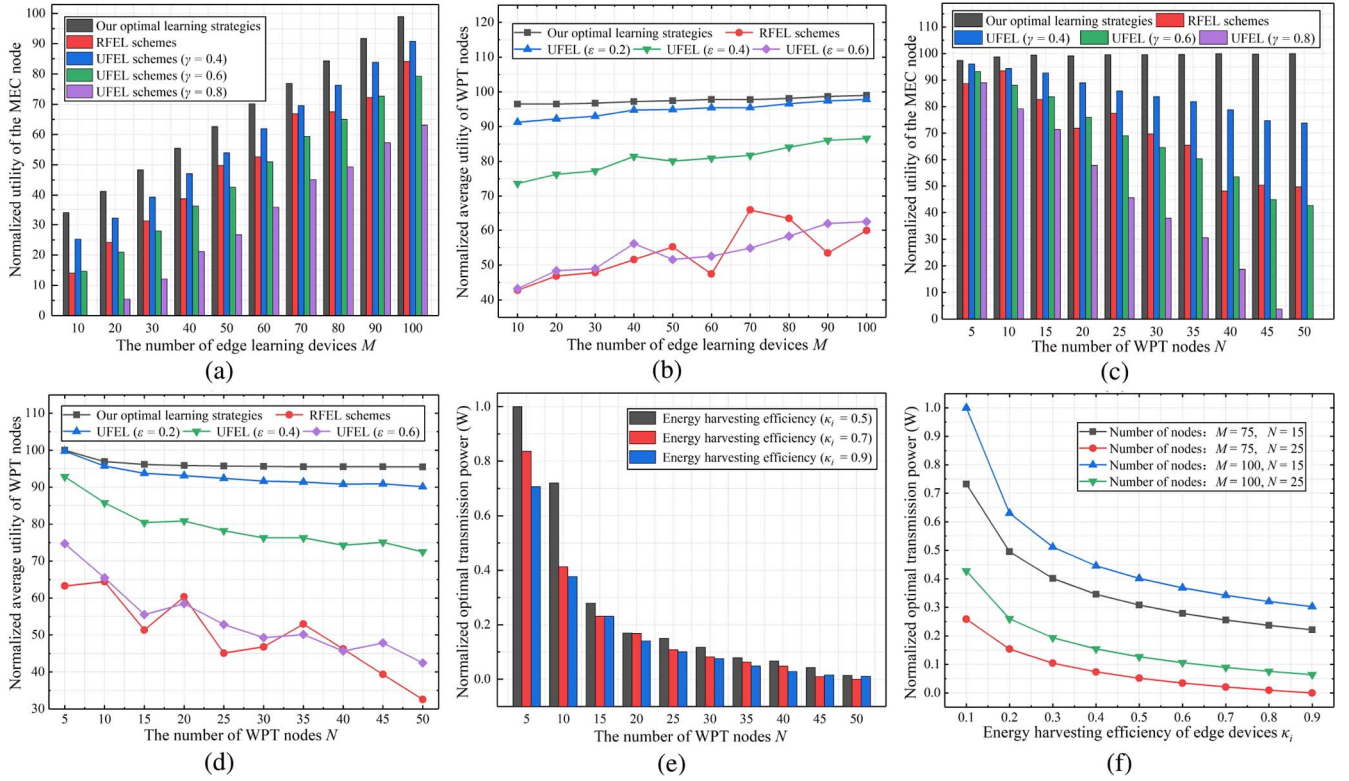 Normalized utility of the MEC node
100
90
80
70
60
50
40
30
20
10
0
Our optimal learning strategies
RFEL schemes
UFEL schemes (γ = 0.4)
UFEL schemes (γ = 0.6)
UFEL schemes (γ = 0.8)
10 20 30 40 50 60 70 80 90 100
The number of edge learning devices M
(a)
Normalized average utility of WPT nodes
120
110
100
90
80
70
60
50
40
Our optimal learning strategies RFEL schemes
UFEL (ε = 0.2) UFEL (ε = 0.4) UFEL (ε = 0.6)
10 20 30 40 50 60 70 80 90 100
The number of edge learning devices M
(b)
Normalized utility of the MEC node
110
100
90
80
70
60
50
40
30
20
10
0
Our optimal learning strategies RFEL schemes
UFEL (γ = 0.4) UFEL (γ = 0.6) UFEL (γ = 0.8)
5 10 15 20 25 30 35 40 45 50
The number of WPT nodes N
(c)
Normalized average utility of WPT nodes
110
100
90
80
70
60
50
40
30
Our optimal learning strategies RFEL schemes
UFEL (ε = 0.2) UFEL (ε = 0.4) UFEL (ε = 0.6)
5 10 15 20 25 30 35 40 45 50
The number of WPT nodes N
(d)
Normalized optimal transmission power (W)
1.0
0.8
0.6
0.4
0.2
0.0
Energy harvesting efficiency (κi = 0.5)
Energy harvesting efficiency (κi = 0.7)
Energy harvesting efficiency (κi = 0.9)
5 10 15 20 25 30 35 40 45 50
The number of WPT nodes N
(e)
Normalized optimal transmission power (W)
1.0
0.9
0.8
0.7
0.6
0.5
0.4
0.3
0.2
0.1
0.0
Number of nodes: M = 75, N = 15
Number of nodes: M = 75, N = 25
Number of nodes: M = 100, N = 15
Number of nodes: M = 100, N = 25
0.1 0.2 0.3 0.4 0.5 0.6 0.7 0.8 0.9
Energy harvesting efficiency of edge devices κi
(f)